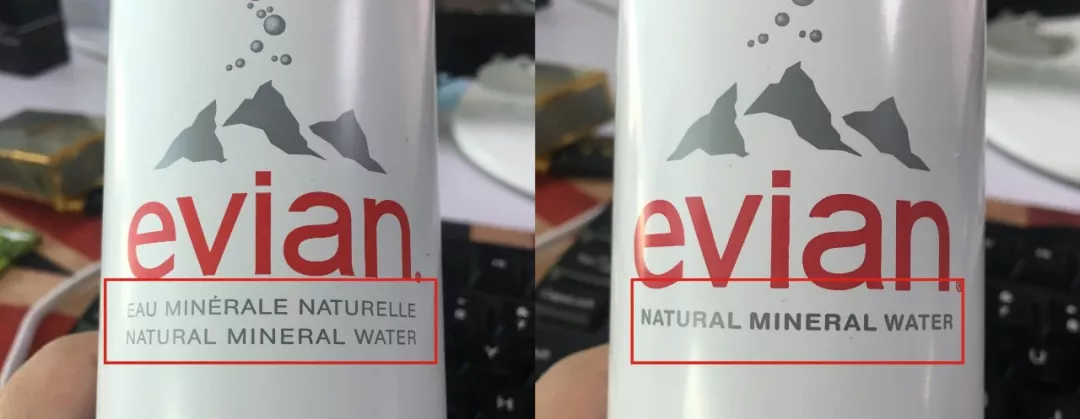 evian
EAU MINÉRALE NATURELLE
NATURAL MINERAL WATER
evian
NATURAL MINERAL WATER